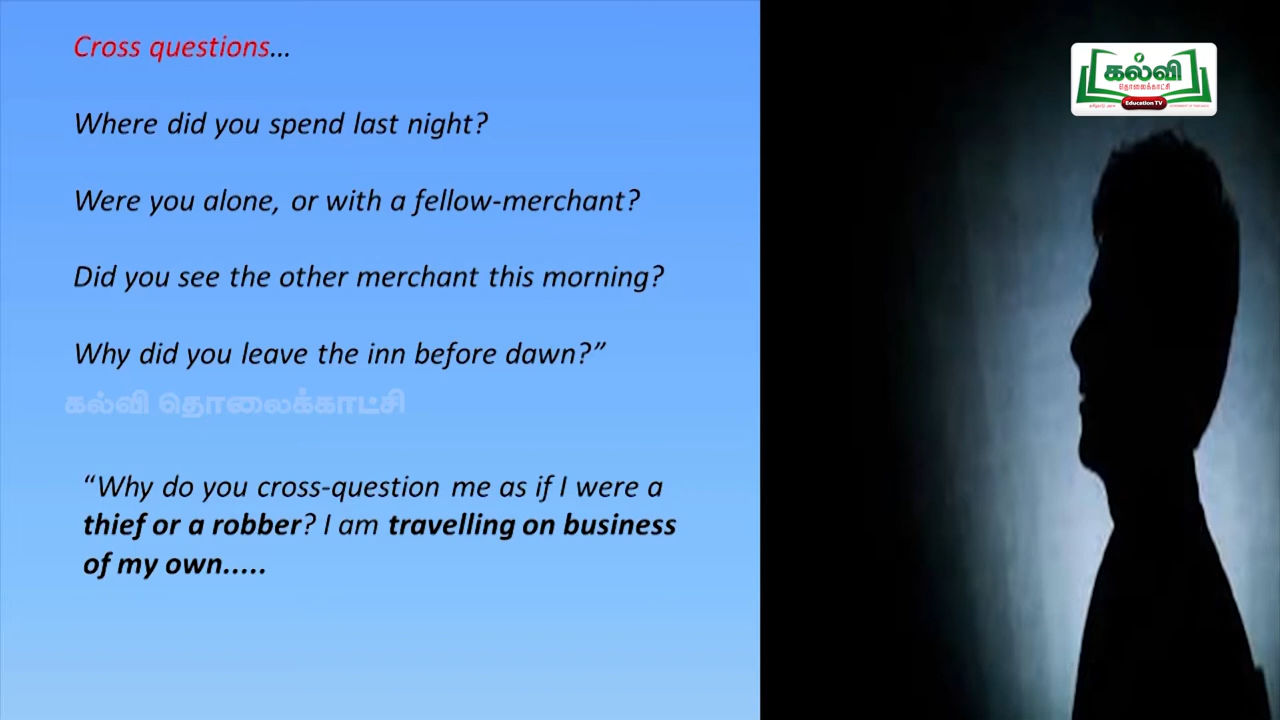 Cross questions...
Where did you spend last night?
Were you alone, or with a fellow-merchant?
Did you see the other merchant this morning?
Why did you leave the inn before dawn?”
கல்வி தொலைக்காட்சி
“Why do you cross-question me as if I were a
thief or a robber? I am travelling on business
of my own.....
கல்வி
தொலைக்காட்சி
Education TV